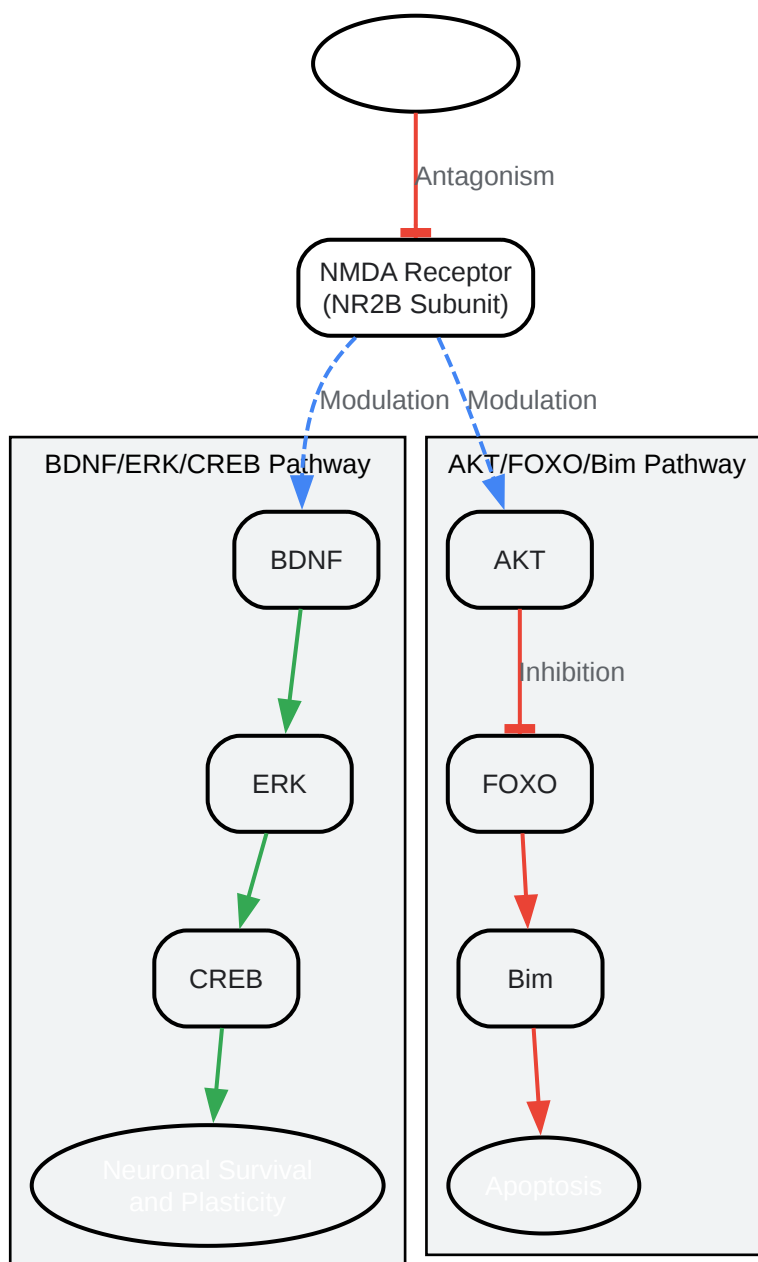 Antagonism
NMDA Receptor
(NR2B Subunit)
Modulation
Modulation
BDNF/ERK/CREB Pathway
AKT/FOXO/Bim Pathway
BDNF
AKT
Inhibition
ERK
FOXO
CREB
Bim
Neuronal Survival
and Plasticity
Apoptosis